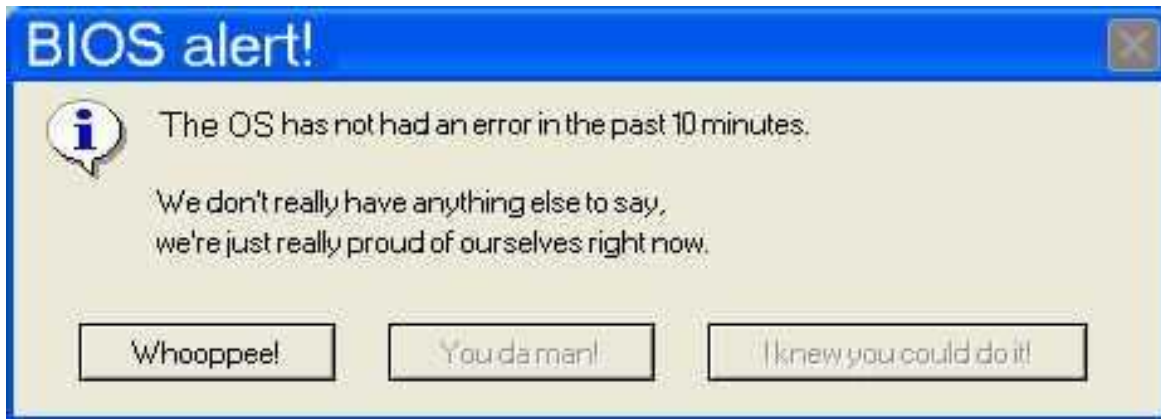 BIOS alert!
The OS has not had an error in the past 10 minutes.
We don't really have anything else to say,
we're just really proud of ourselves right now.
Whooppee! You da man! I knew you could do it!